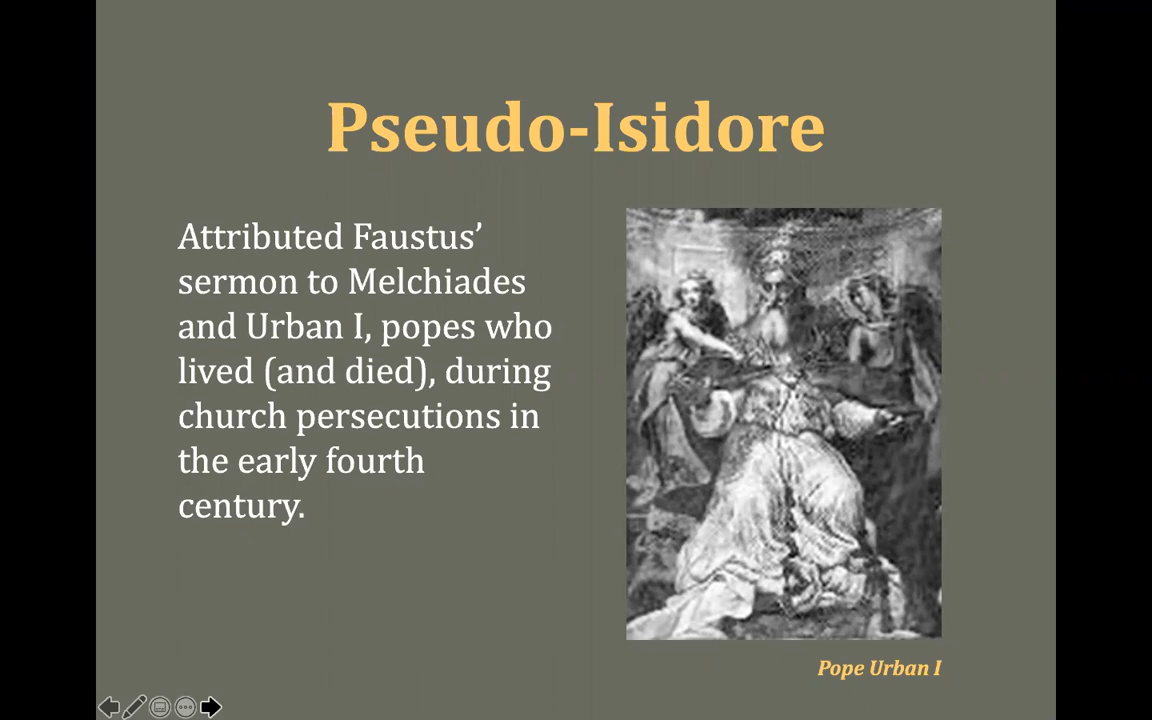 Pseudo-Isidore
Attributed Faustus’
sermon to Melchiades
and Urban I, popes who
lived (and died), during
church persecutions in
the early fourth
century.
Pope Urban I